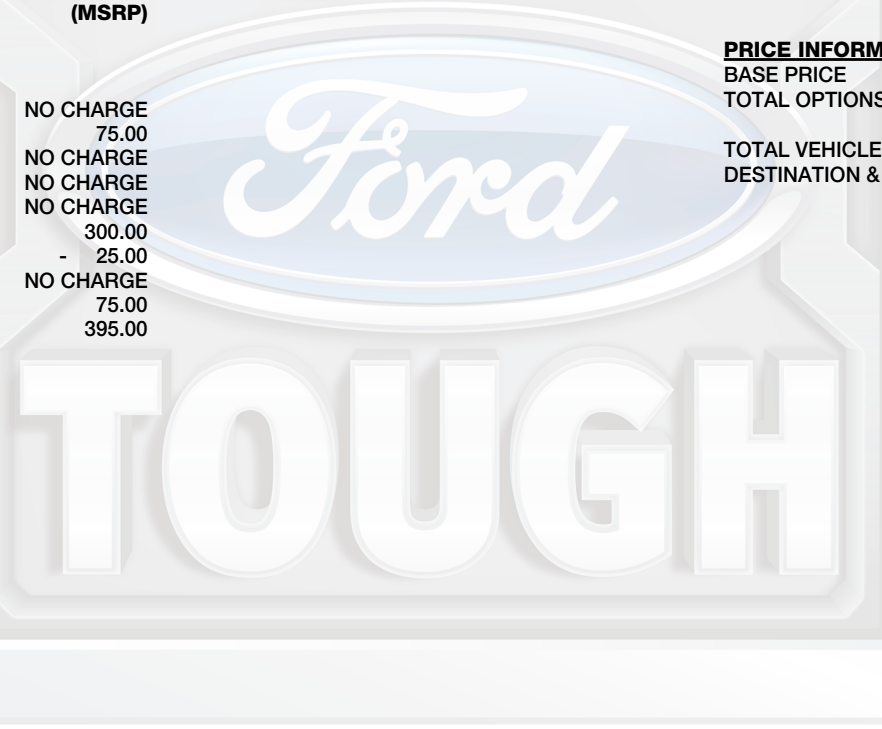 (MSRP)
NO CHARGE
75.00
NO CHARGE
NO CHARGE
NO CHARGE
300.00
- 25.00
NO CHARGE
75.00
395.00
PRICE INFORM
BASE PRICE
TOTAL OPTIONS
TOTAL VEHICLE
DESTINATION &
Ford
TOUGH